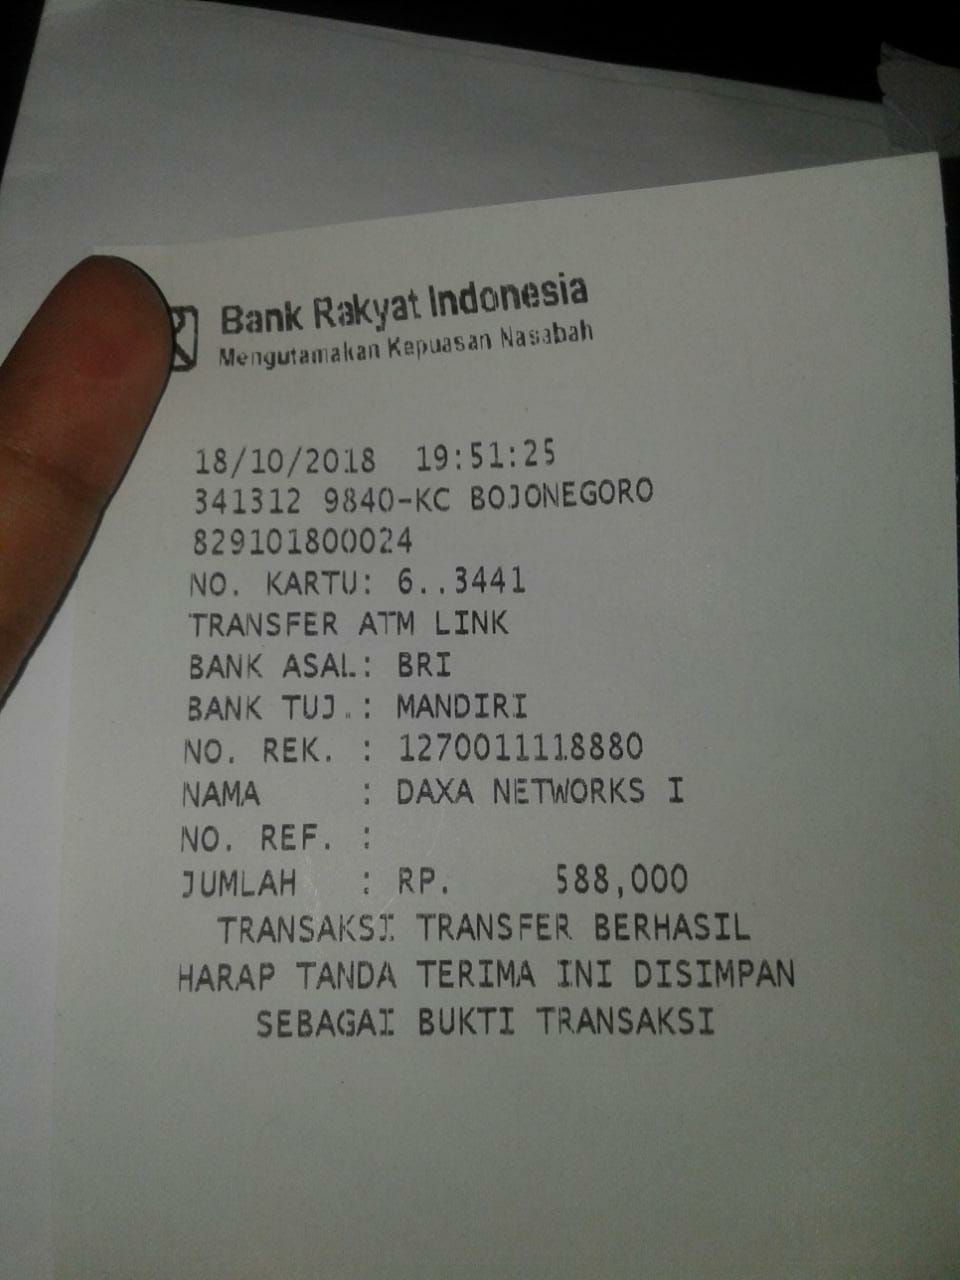 Bank Rakyat Indonesia
Mengutamakan Kepuasan Nasabah
18/10/2018 19:51:25
341312 9840-KC BOJONEGORO
829101800024
NO. KARTU: 6..3441
TRANSFER ATM LINK
BANK ASAL: BRI
BANK TUJ.: MANDIRI
NO. REK. : 1270011118880
NAMA : DAXA NETWORKS I
NO. REF. :
JUMLAH : RP. 588,000
TRANSAKSI TRANSFER BERHASIL
HARAP TANDA TERIMA INI DISIMPAN
SEBAGAI BUKTI TRANSAKSI